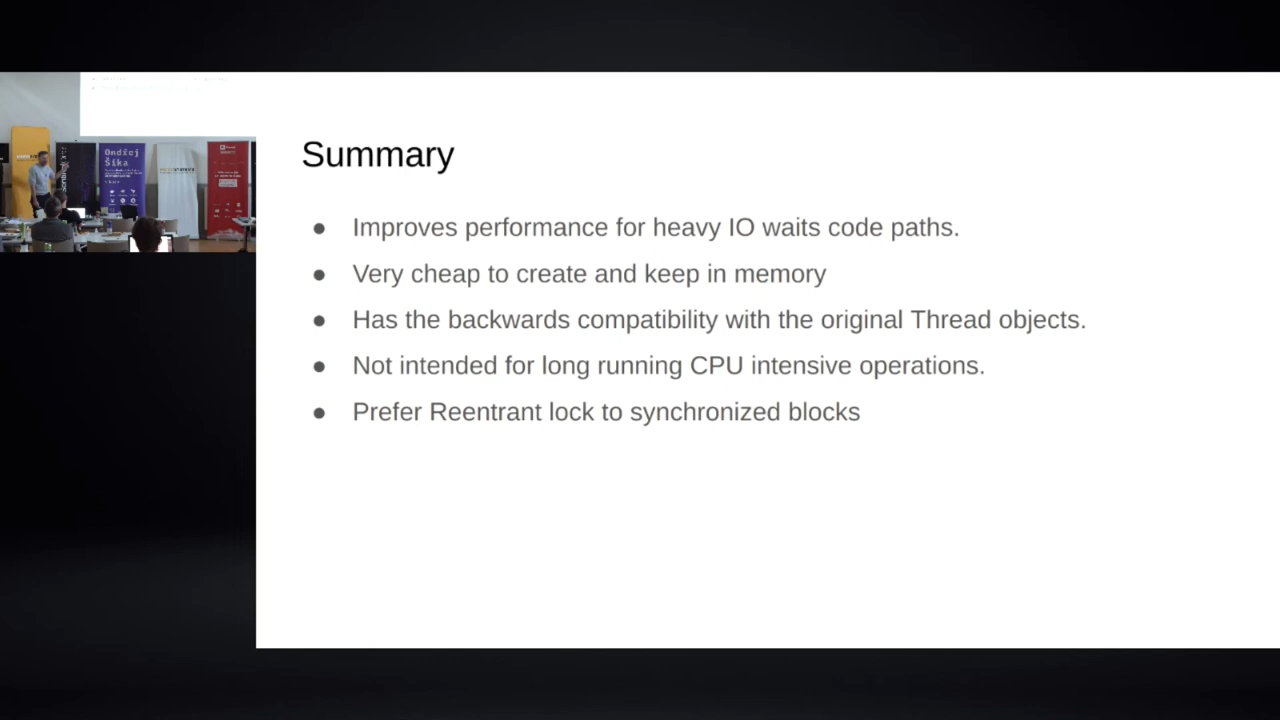 Ondřej
Šika
Summary
● Improves performance for heavy IO waits code paths.
● Very cheap to create and keep in memory
● Has the backwards compatibility with the original Thread objects.
● Not intended for long running CPU intensive operations.
● Prefer Reentrant lock to synchronized blocks